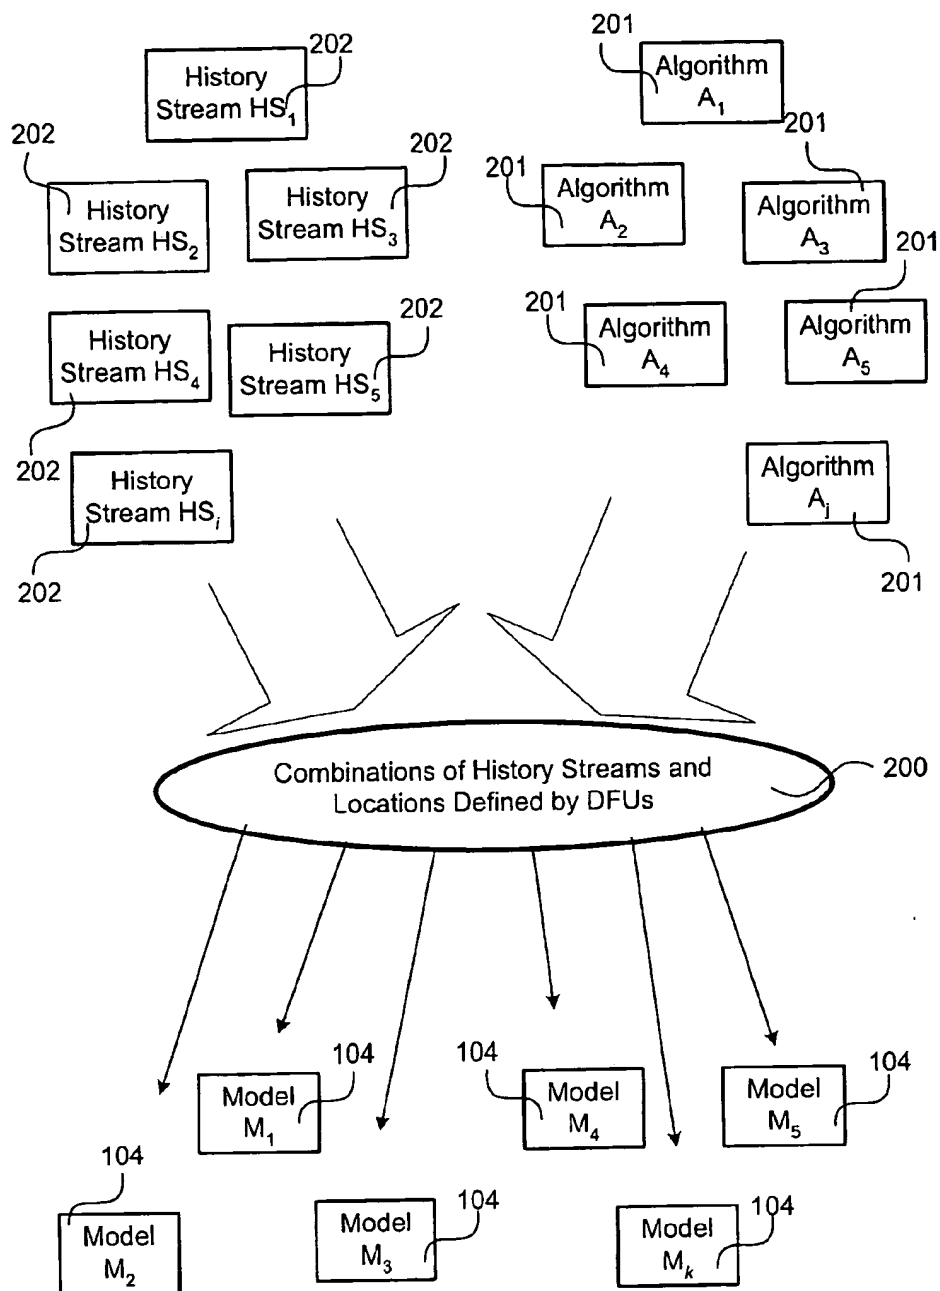 202
History
Stream HS1
201
Algorithm
A1
202
History
Stream HS2
202
History
Stream HS3
201
Algorithm
A2
201
Algorithm
A3
History
Stream HS4
202
202
History
Stream HS5
201
Algorithm
A4
201
Algorithm
A5
History
Stream HSi
202
Algorithm
Aj
201
Combinations of History Streams and
Locations Defined by DFUs
200
104
Model
M1
104
Model
M4
104
Model
M5
104
Model
M2
104
Model
M3
104
Model
Mk